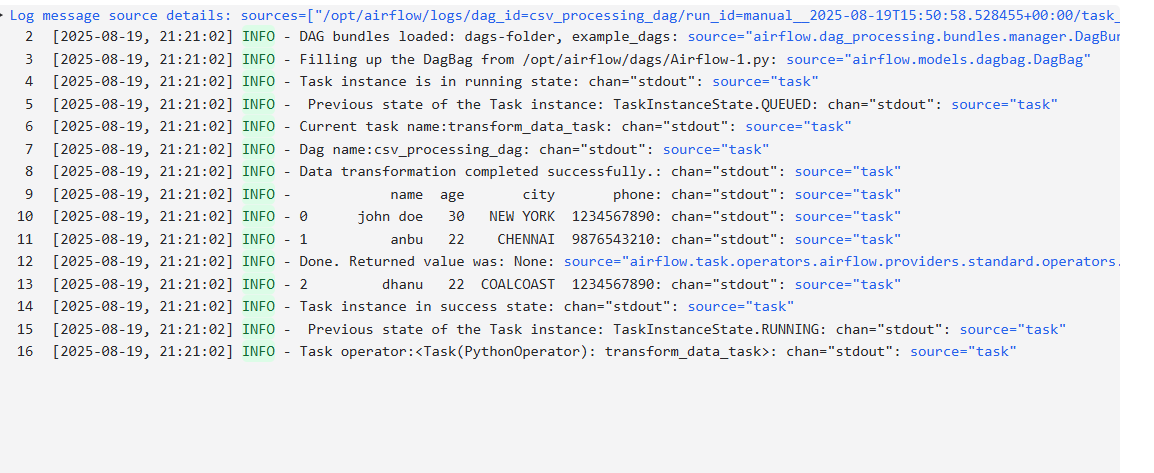 Log message source details: sources=["/opt/airflow/logs/dag_id=csv_processing_dag/run_id=manual__2025-08-19T15:50:58.528455+00:00/task_
2 [2025-08-19, 21:21:02] INFO - DAG bundles loaded: dags-folder, example_dags: source="airflow.dag_processing.bundles.manager.DagBun
3 [2025-08-19, 21:21:02] INFO - Filling up the DagBag from /opt/airflow/dags/Airflow-1.py: source="airflow.models.dagbag.DagBag"
4 [2025-08-19, 21:21:02] INFO - Task instance is in running state: chan="stdout": source="task"
5 [2025-08-19, 21:21:02] INFO -  Previous state of the Task instance: TaskInstanceState.QUEUED: chan="stdout": source="task"
6 [2025-08-19, 21:21:02] INFO - Current task name:transform_data_task: chan="stdout": source="task"
7 [2025-08-19, 21:21:02] INFO - Dag name:csv_processing_dag: chan="stdout": source="task"
8 [2025-08-19, 21:21:02] INFO - Data transformation completed successfully.: chan="stdout": source="task"
9 [2025-08-19, 21:21:02] INFO -               name  age       city       phone: chan="stdout": source="task"
10 [2025-08-19, 21:21:02] INFO - 0      john doe   30   NEW YORK  1234567890: chan="stdout": source="task"
11 [2025-08-19, 21:21:02] INFO - 1          anbu   22    CHENNAI  9876543210: chan="stdout": source="task"
12 [2025-08-19, 21:21:02] INFO - Done. Returned value was: None: source="airflow.task.operators.airflow.providers.standard.operators.
13 [2025-08-19, 21:21:02] INFO - 2         dhanu   22  COALCOAST  1234567890: chan="stdout": source="task"
14 [2025-08-19, 21:21:02] INFO - Task instance in success state: chan="stdout": source="task"
15 [2025-08-19, 21:21:02] INFO -  Previous state of the Task instance: TaskInstanceState.RUNNING: chan="stdout": source="task"
16 [2025-08-19, 21:21:02] INFO - Task operator:<Task(PythonOperator): transform_data_task>: chan="stdout": source="task"